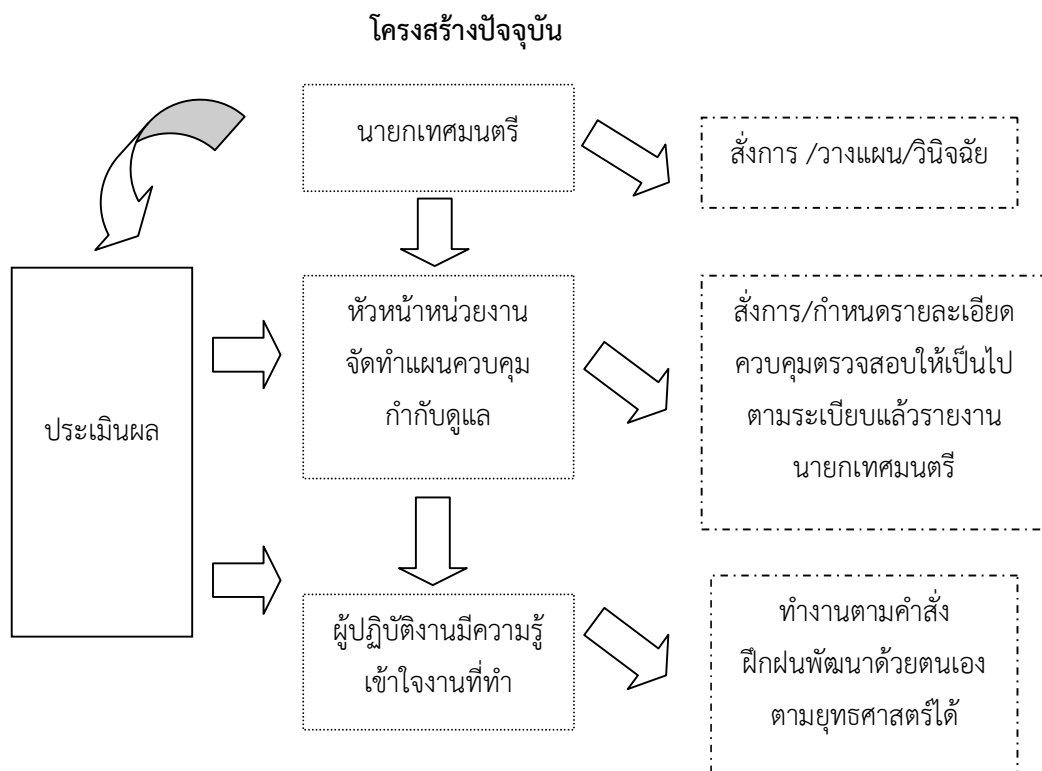 โครงสร้างปัจจุบัน
นายกเทศมนตรี
สั่งการ /วางแผน/วินิจฉัย
ประเมินผล
หัวหน้าหน่วยงาน
จัดทำแผนควบคุม
กำกับดูแล
สั่งการ/กำหนดรายละเอียด
ควบคุมตรวจสอบให้เป็นไป
ตามระเบียบแล้วรายงาน
นายกเทศมนตรี
ผู้ปฏิบัติงานมีความรู้
เข้าใจงานที่ทำ
ทำงานตามคำสั่ง
ฝึกฝนพัฒนาด้วยตนเอง
ตามยุทธศาสตร์ได้